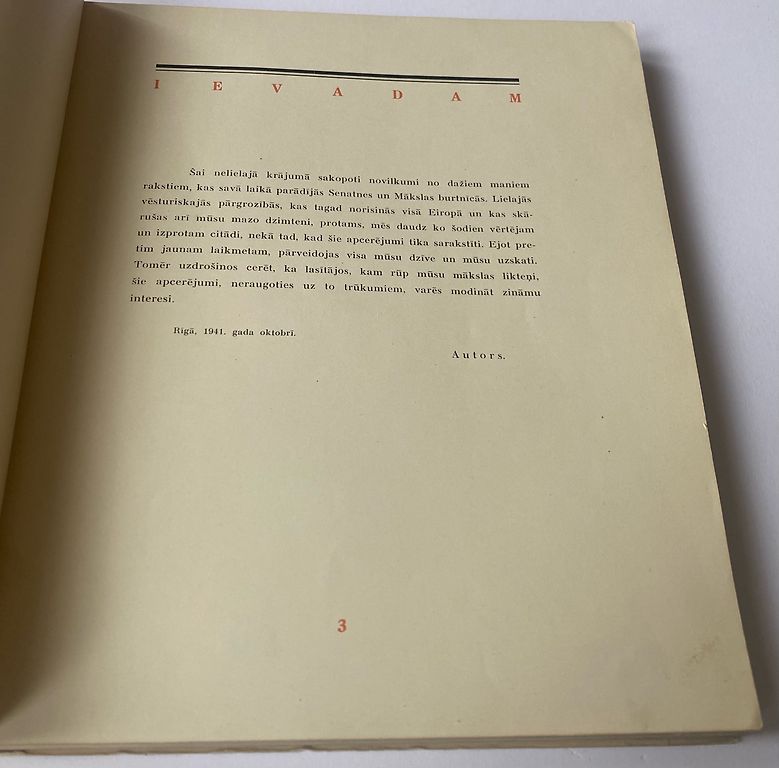 IEVADAM
Šai nelielajā krājumā sakopoti novilkumi no dažiem maniem
rakstiem, kas savā laikā parādījās Senatnes un Mākslas burtnīcās. Lielajās
vēsturiskajās pārgrozībās, kas tagad norisinās visā Eiropā un kas skā-
rušas arī mūsu mazo dzimteni, protams, mēs daudz ko šodien vērtējam
un izprotam citādi, nekā tad, kad šie apcerējumi tika sarakstīti. Ejot pre-
tim jaunam laikmetam, pārveidojas visa mūsu dzīve un mūsu uzskati.
Tomēr uzdrošinos cerēt, ka lasītājos, kam rūp mūsu mākslas likteņi,
šie apcerējumi, neraugoties uz to trūkumiem, varēs modināt zināmu
interesi.
Rīgā, 1941. gada oktobrī.
Autors.
3